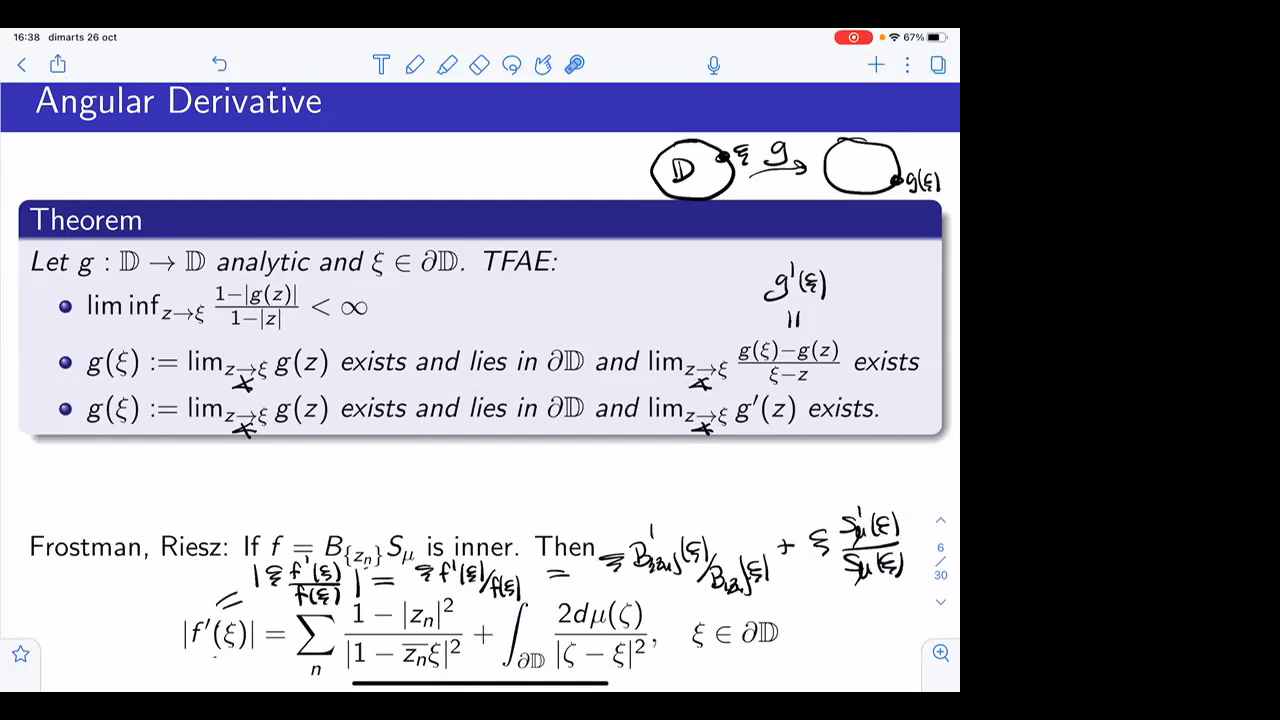 16:38 dimarts 26 oct 67%
Angular Derivative
𝔻 ξ g → g(ξ)
Theorem
Let g : 𝔻 → 𝔻 analytic and ξ ∈ ∂𝔻. TFAE:
g'(ξ)
=
• lim inf_{z→ξ} (1−|g(z)|)/(1−|z|) < ∞
• g(ξ) := lim_{z→ξ} g(z) exists and lies in ∂𝔻 and lim_{z→ξ} (g(ξ)−g(z))/(ξ−z) exists
• g(ξ) := lim_{z→ξ} g(z) exists and lies in ∂𝔻 and lim_{z→ξ} g′(z) exists.
Frostman, Riesz: If f = B_{{z_n}} S_μ is inner. Then
|ξ f'(ξ)/f(ξ)| = ξ f'(ξ)/f(ξ) = ξ B'_{{z_n}}(ξ)/B_{{z_n}}(ξ) + ξ S'_μ(ξ)/S_μ(ξ)
=
|f′(ξ)| = ∑_n (1 − |z_n|²)/|1 − \overline{z_n}ξ|² + ∫_{∂𝔻} 2dμ(ζ)/|ζ − ξ|², ξ ∈ ∂𝔻
6
/
30